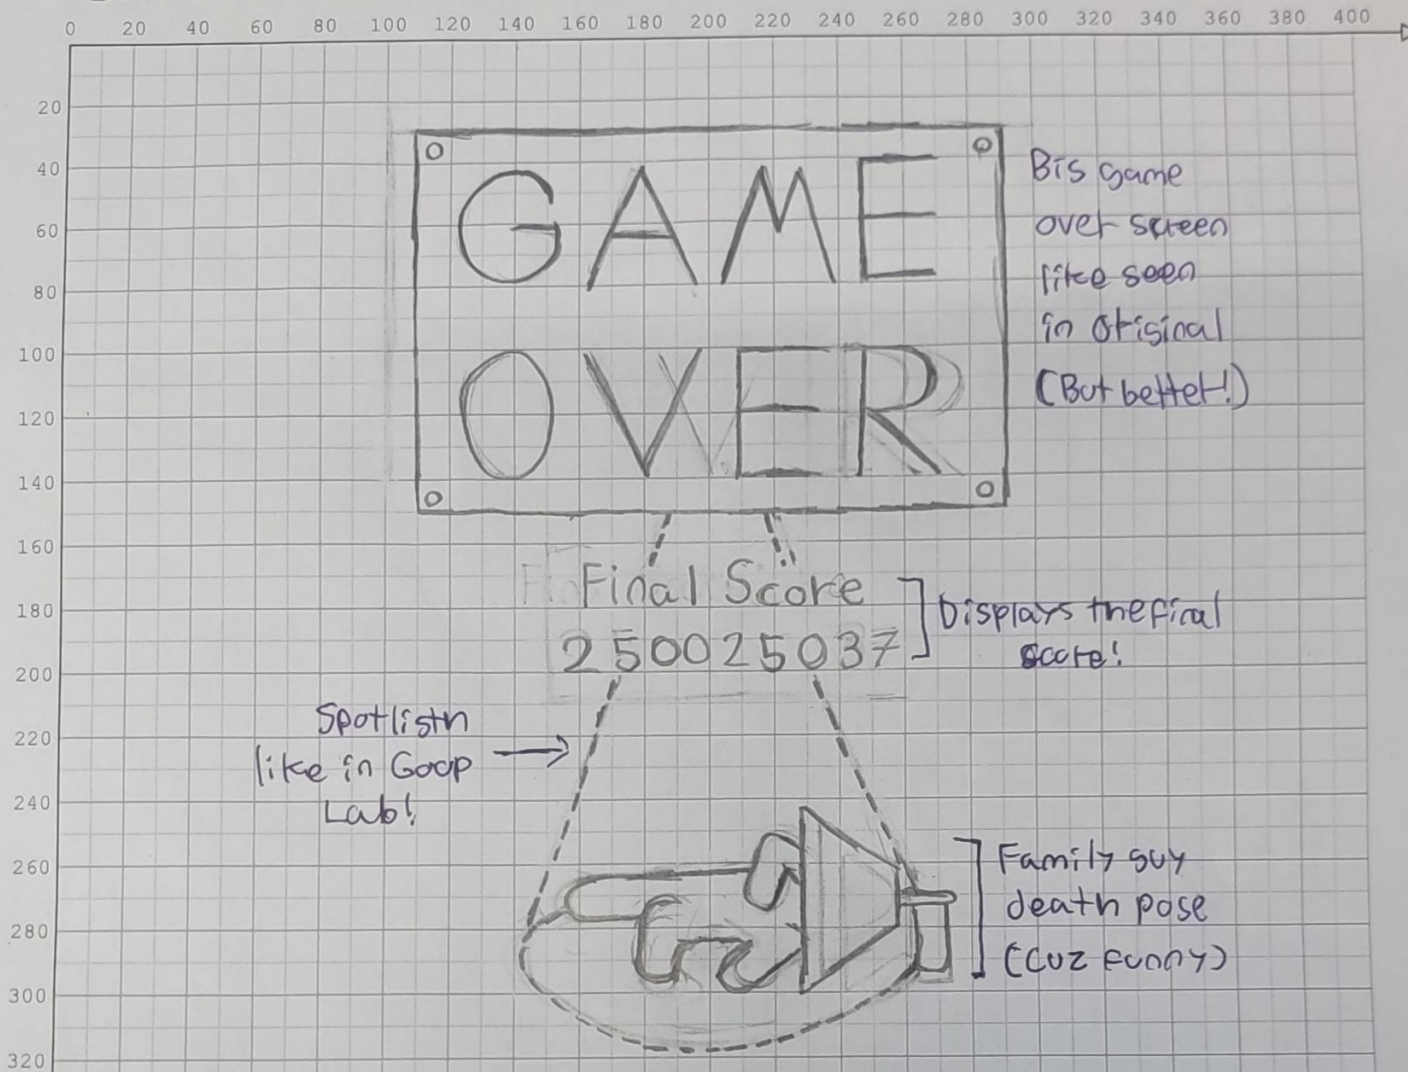 0 20 40 60 80 100 120 140 160 180 200 220 240 260 280 300 320 340 360 380 400
20
40
60
80
100
120
140
160
180
200
220
240
260
280
300
320
GAME
OVER
Big game
over screen
like seen
in original
(But better!)
Final Score
250025037
Displays the final
score!
Spotlight
like in Goop
Lab!
Family guy
death pose
(cuz funny)